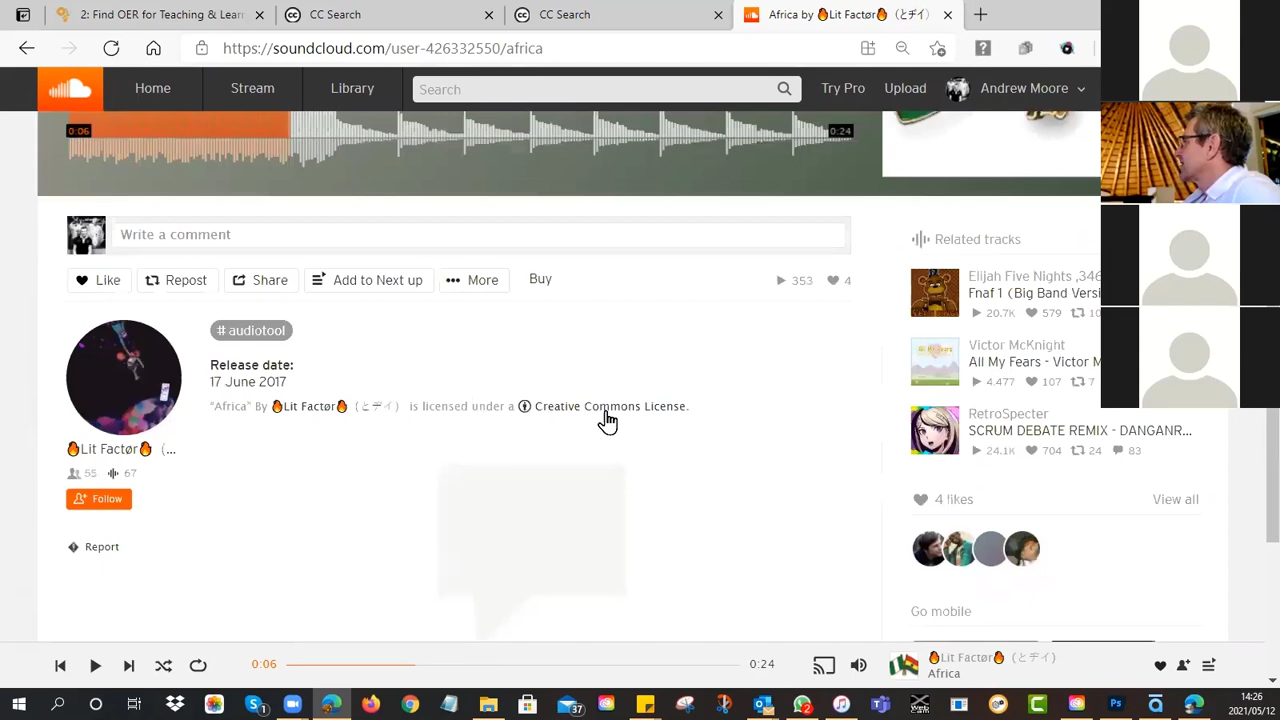 2: Find OER for Teaching & Learn
CC Search
CC Search
Africa by 🔥Lit Factør🔥 (とデイ)
https://soundcloud.com/user-426332550/africa
Home
Stream
Library
Search
Try Pro
Upload
Andrew Moore
0:06
0:24
Write a comment
Like
Repost
Share
Add to Next up
More
Buy
353
4
# audiotool
Release date:
17 June 2017
"Africa" By 🔥Lit Factør🔥 (とデイ) is licensed under a Creative Commons License.
🔥Lit Factør🔥 (...
55
67
Follow
Report
Related tracks
Elijah Five Nights ,346
Fnaf 1 (Big Band Versi
20.7K
579
10
Victor McKnight
All My Fears - Victor M
4,477
107
7
RetroSpecter
SCRUM DEBATE REMIX - DANGANR...
24.1K
704
24
83
4 likes
View all
Go mobile
0:06
0:24
🔥Lit Factør🔥 (とデイ)
Africa
14:26
2021/05/12